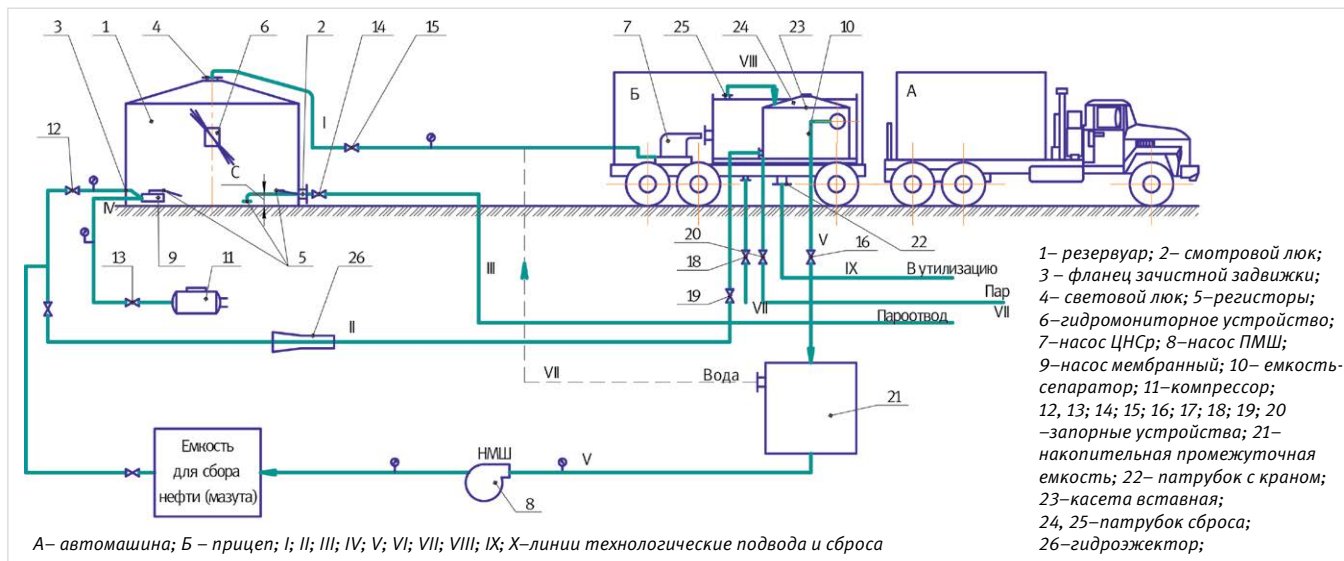 3 1 4 6 2 14 15 7 25 24 23 10
VIII
Б
А
I
12
С
IV
20
18
V
16
22
13 9 11 5 26
III
19
IX
В утилизацию
Пар
VII
VII
II
Пароотвод
VII
Вода
21
Емкость
для сбора
нефти (мазута)
НМШ
V
8
1– резервуар; 2– смотровой люк;
3 – фланец зачистной задвижки;
4– световой люк; 5–регисторы;
6–гидромониторное устройство;
7–насос ЦНСр; 8–насос ПМШ;
9–насос мембранный; 10– емкость-
сепаратор; 11–компрессор;
12, 13; 14; 15; 16; 17; 18; 19; 20
–запорные устройства; 21–
накопительная промежуточная
емкость; 22– патрубок с краном;
23–касета вставная;
24, 25–патрубок сброса;
26–гидроэжектор;
А– автомашина; Б – прицеп; I; II; III; IV; V; VI; VII; VIII; IX; X–линии технологические подвода и сброса